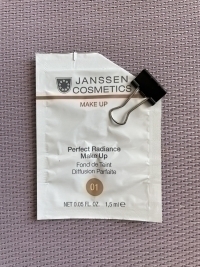 JANSSEN
COSMETICS
MAKE UP
Perfect Radiance
Make Up
Fond de Teint
Diffusion Parfaite
01
NET 0.05 FL. OZ. 1,5 ml ℮